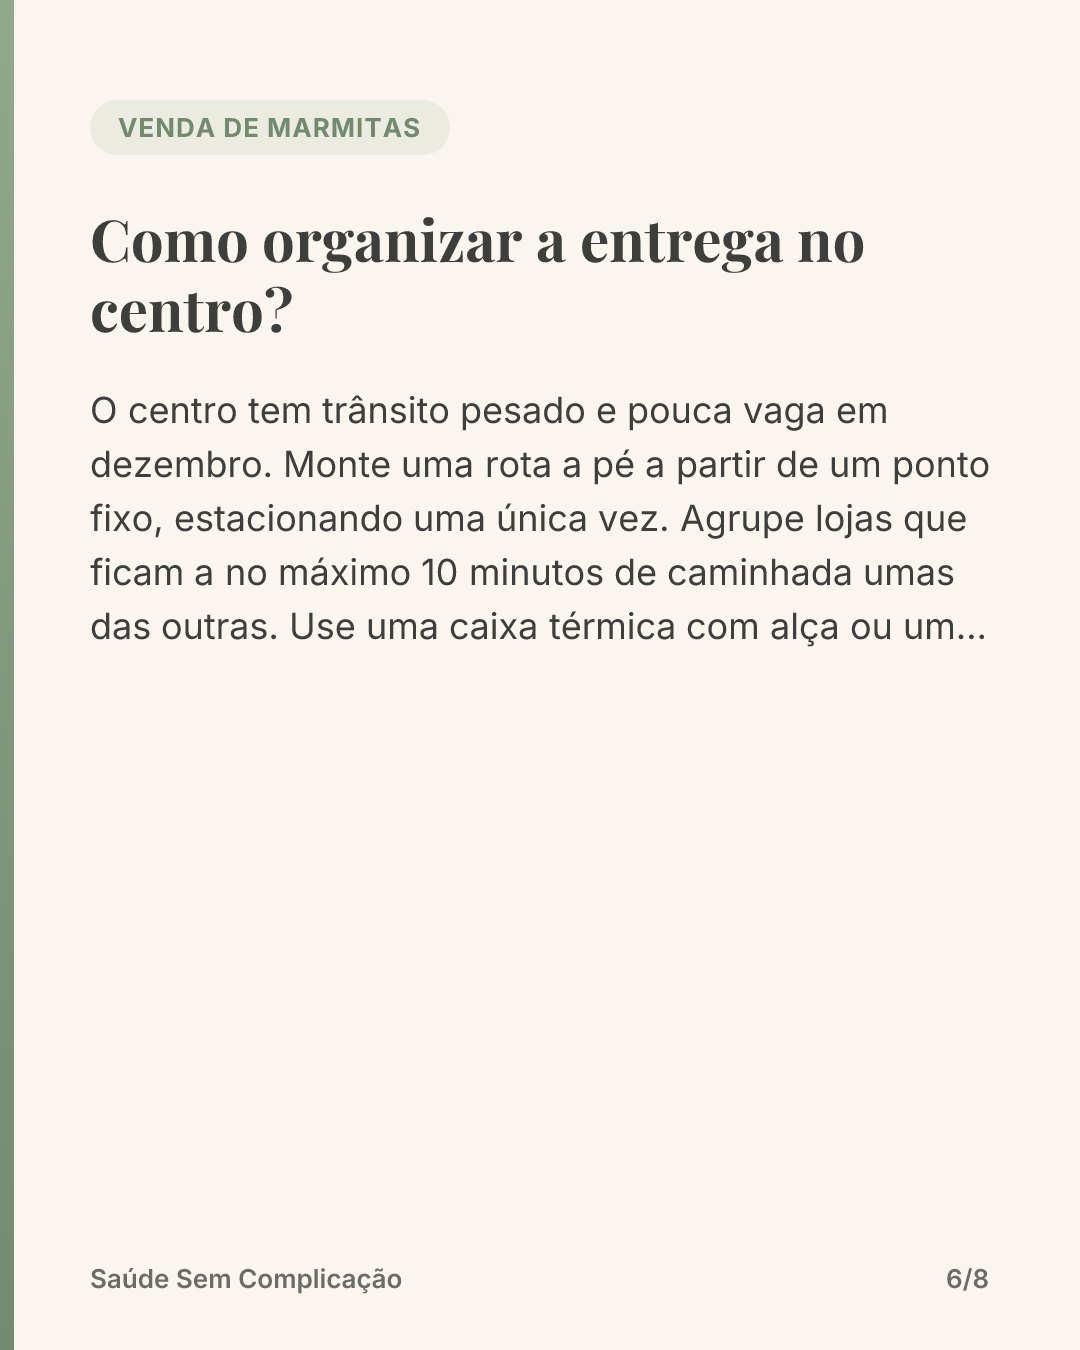 VENDA DE MARMITAS
Como organizar a entrega no
centro?
O centro tem trânsito pesado e pouca vaga em
dezembro. Monte uma rota a pé a partir de um ponto
fixo, estacionando uma única vez. Agrupe lojas que
ficam a no máximo 10 minutos de caminhada umas
das outras. Use uma caixa térmica com alça ou um...
Saúde Sem Complicação
6/8